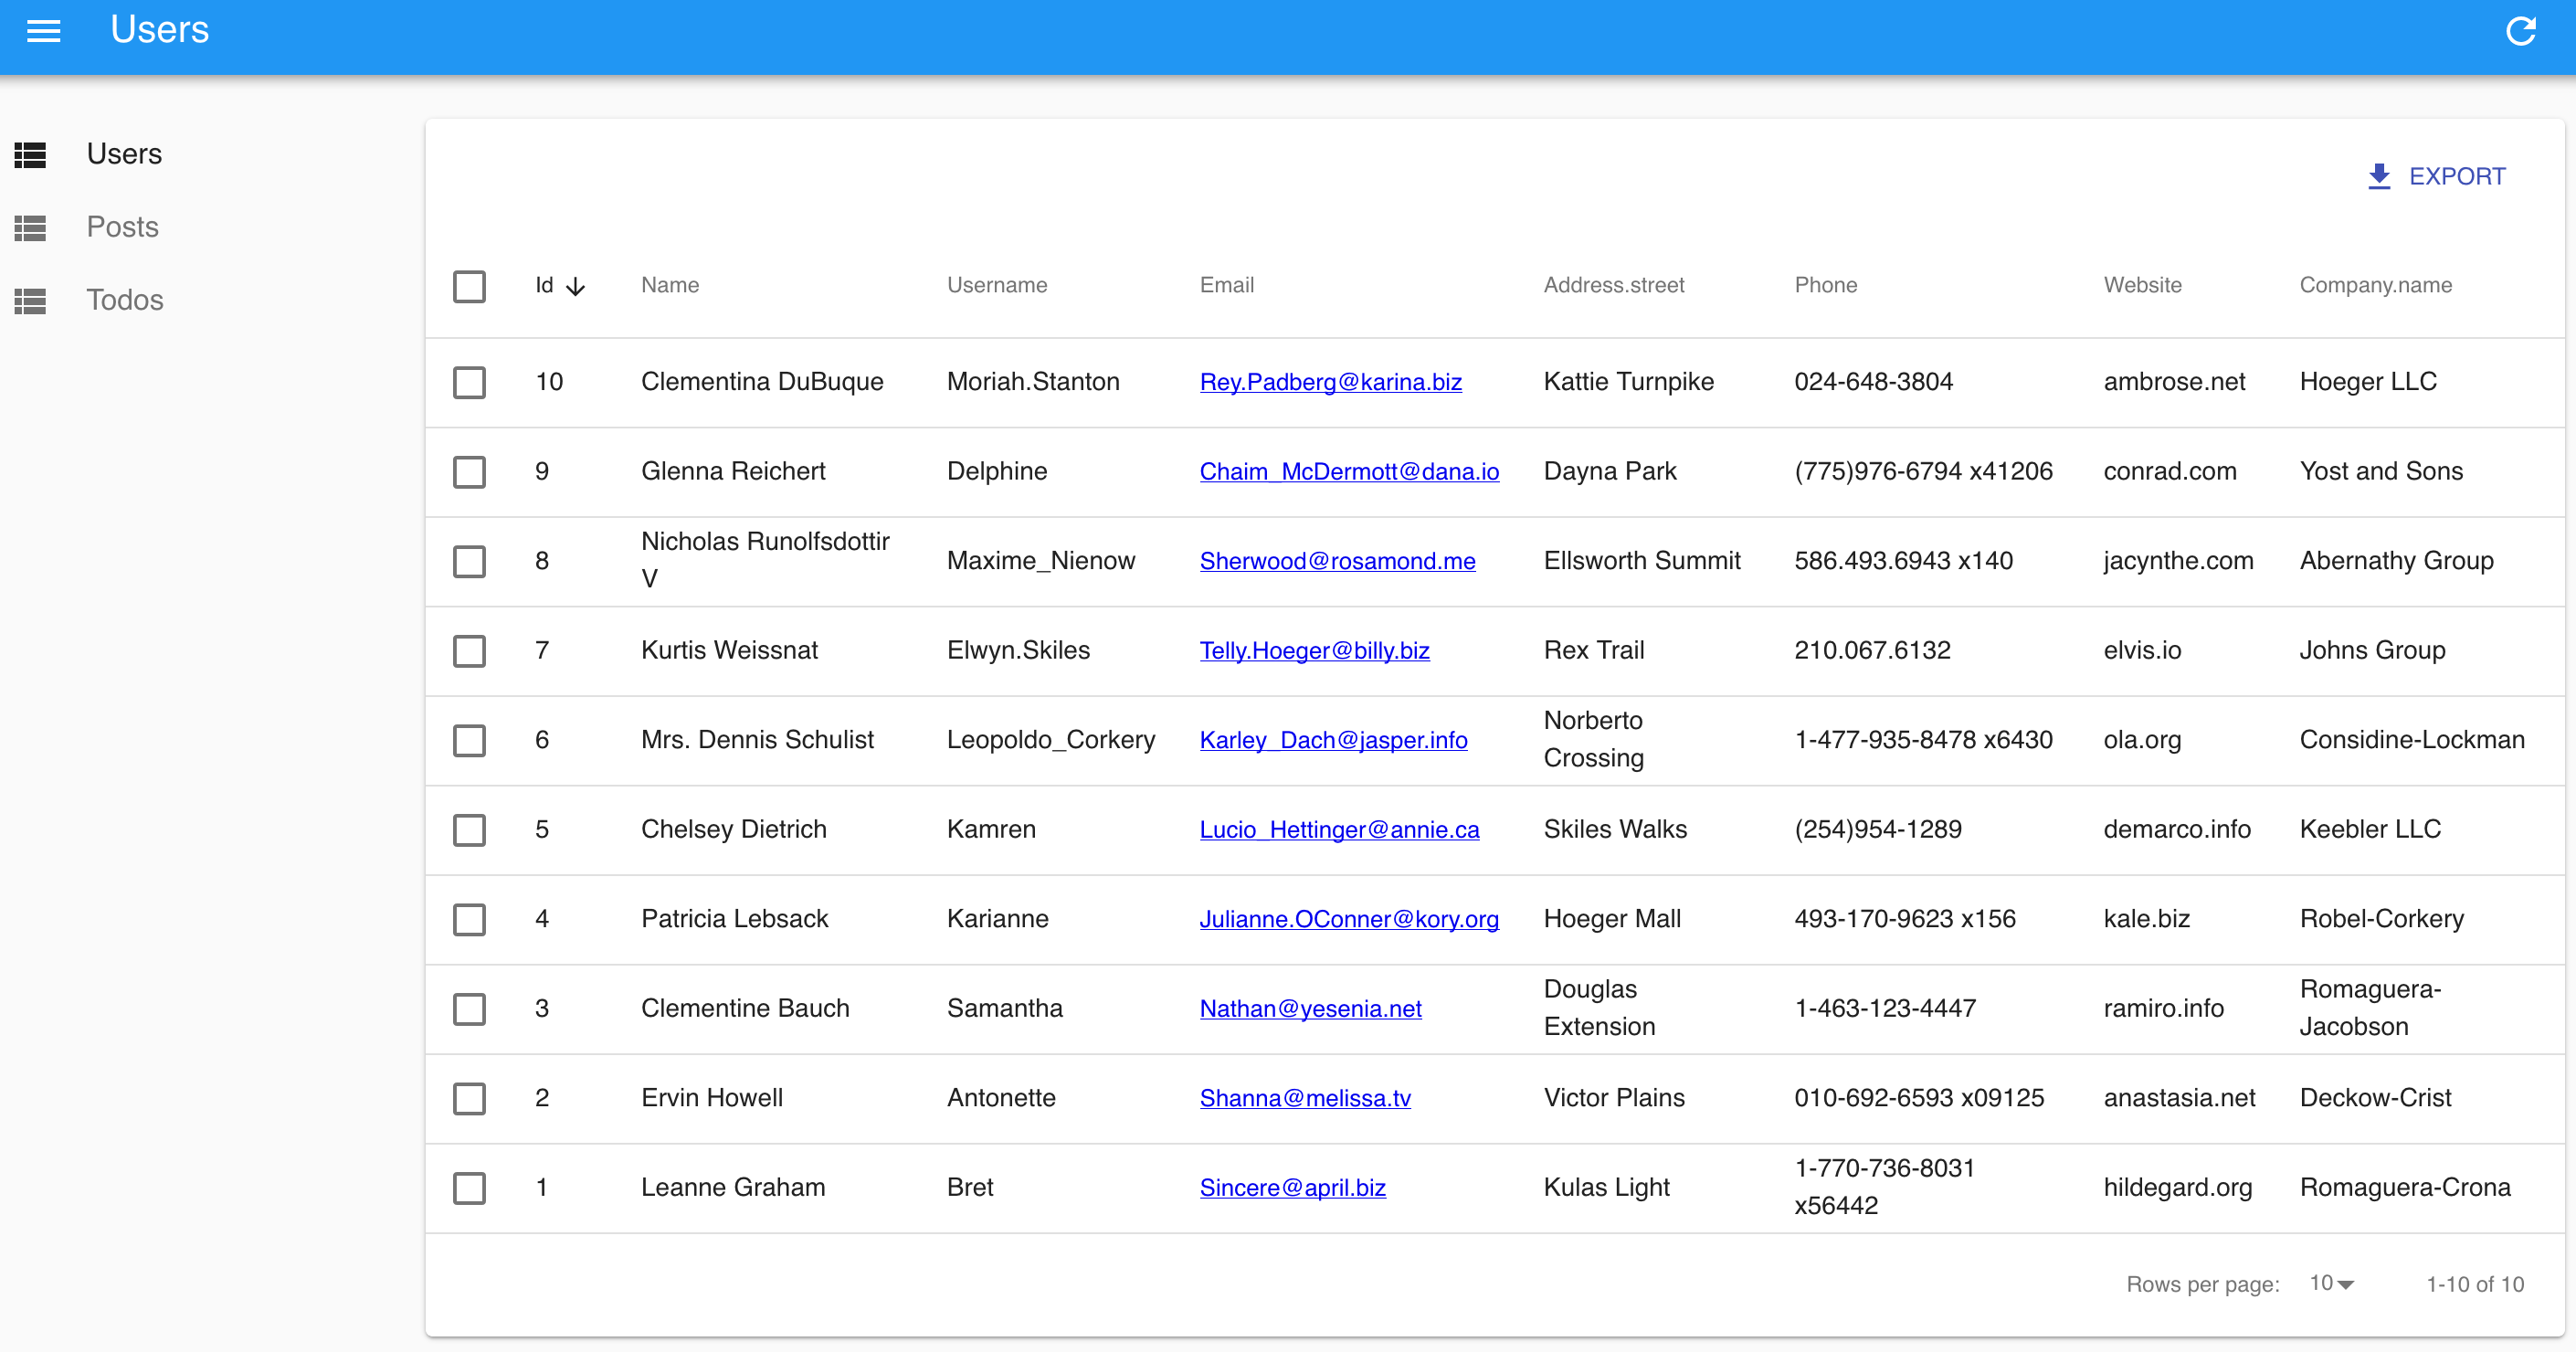 Users
Users
Posts
Todos
EXPORT
Id Name Username Email Address.street Phone Website Company.name
10 Clementina DuBuque Moriah.Stanton Rey.Padberg@karina.biz Kattie Turnpike 024-648-3804 ambrose.net Hoeger LLC
9 Glenna Reichert Delphine Chaim_McDermott@dana.io Dayna Park (775)976-6794 x41206 conrad.com Yost and Sons
8 Nicholas Runolfsdottir V Maxime_Nienow Sherwood@rosamond.me Ellsworth Summit 586.493.6943 x140 jacynthe.com Abernathy Group
7 Kurtis Weissnat Elwyn.Skiles Telly.Hoeger@billy.biz Rex Trail 210.067.6132 elvis.io Johns Group
6 Mrs. Dennis Schulist Leopoldo_Corkery Karley_Dach@jasper.info Norberto Crossing 1-477-935-8478 x6430 ola.org Considine-Lockman
5 Chelsey Dietrich Kamren Lucio_Hettinger@annie.ca Skiles Walks (254)954-1289 demarco.info Keebler LLC
4 Patricia Lebsack Karianne Julianne.OConner@kory.org Hoeger Mall 493-170-9623 x156 kale.biz Robel-Corkery
3 Clementine Bauch Samantha Nathan@yesenia.net Douglas Extension 1-463-123-4447 ramiro.info Romaguera-Jacobson
2 Ervin Howell Antonette Shanna@melissa.tv Victor Plains 010-692-6593 x09125 anastasia.net Deckow-Crist
1 Leanne Graham Bret Sincere@april.biz Kulas Light 1-770-736-8031 x56442 hildegard.org Romaguera-Crona
Rows per page: 10 1-10 of 10